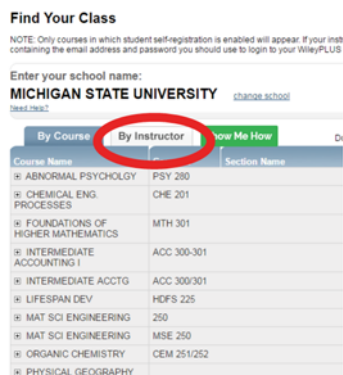 Find Your Class
NOTE: Only courses in which student self-registration is enabled will appear. If your instr
containing the email address and password you should use to login to your WileyPLUS
Enter your school name:
MICHIGAN STATE UNIVERSITY change school
Need Help?
By Course By Instructor ow Me How
Course Name Section Name
ABNORMAL PSYCHOLGY PSY 280
CHEMICAL ENG. CHE 201
PROCESSES
FOUNDATIONS OF MTH 301
HIGHER MATHEMATICS
INTERMEDIATE ACC 300-301
ACCOUNTING I
INTERMEDIATE ACCTG ACC 300/301
LIFESPAN DEV HDFS 225
MAT SCI ENGINEERING 250
MAT SCI ENGINEERING MSE 250
ORGANIC CHEMISTRY CEM 251/252
PHYSICAL GEOGRAPHY